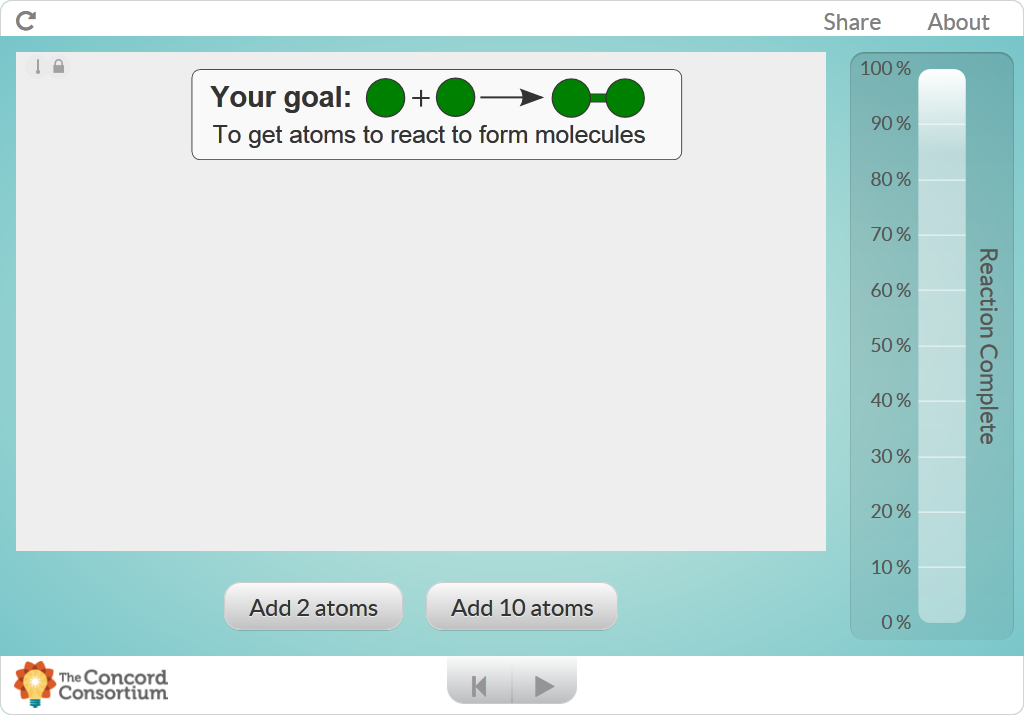 Share
About
Your goal:
+
To get atoms to react to form molecules
100 %
90 %
80 %
70 %
60 %
50 %
40 %
30 %
20 %
10 %
0 %
Reaction Complete
Add 2 atoms
Add 10 atoms
The Concord
Consortium